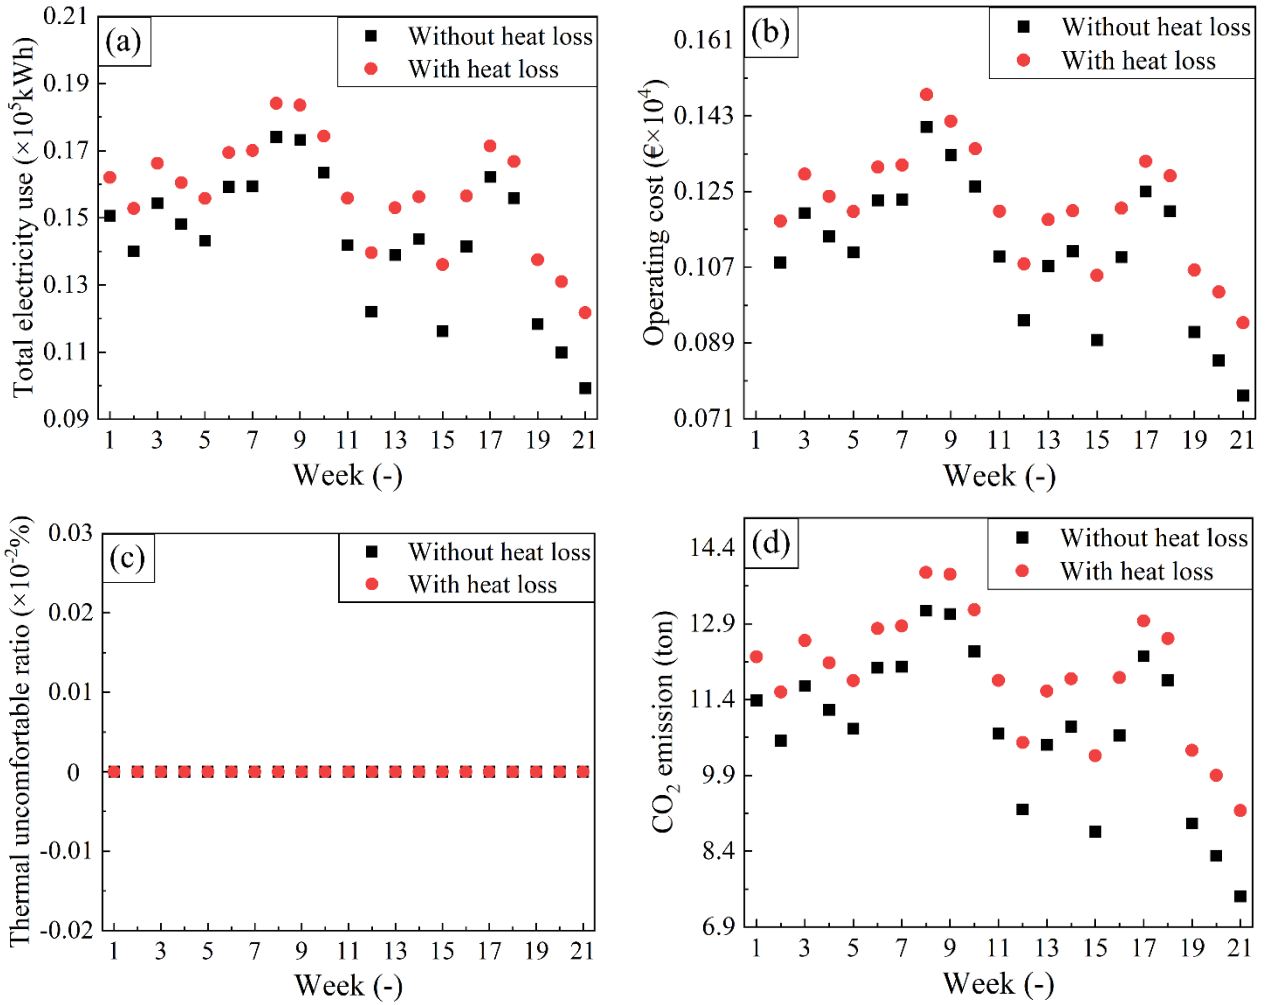 (a)
Without heat loss
With heat loss
Total electricity use (×10⁵kWh)
0.21
0.19
0.17
0.15
0.13
0.11
0.09
1 3 5 7 9 11 13 15 17 19 21
Week (-)
(b)
Without heat loss
With heat loss
Operating cost (€×10⁴)
0.161
0.143
0.125
0.107
0.089
0.071
1 3 5 7 9 11 13 15 17 19 21
Week (-)
(c)
Without heat loss
With heat loss
Thermal uncomfortable ratio (×10⁻²%)
0.03
0.02
0.01
0
-0.01
-0.02
1 3 5 7 9 11 13 15 17 19 21
Week (-)
(d)
Without heat loss
With heat loss
CO₂ emission (ton)
14.4
12.9
11.4
9.9
8.4
6.9
1 3 5 7 9 11 13 15 17 19 21
Week (-)